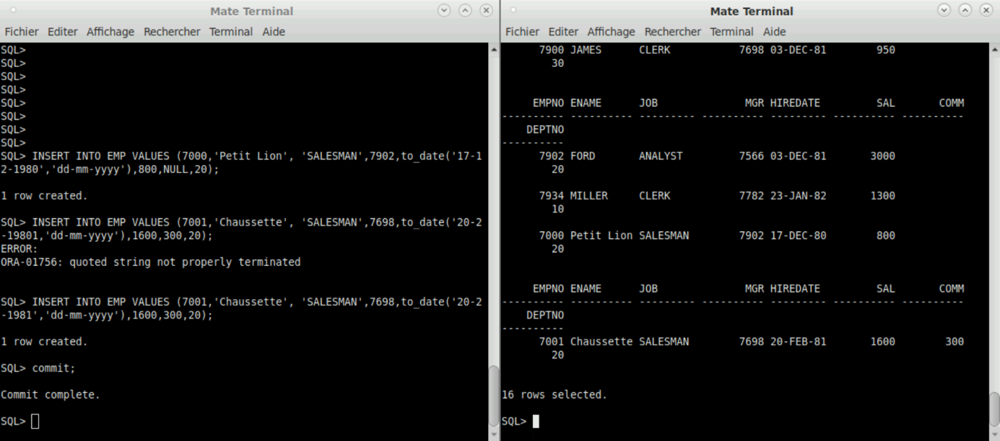 Mate Terminal
Fichier Editer Affichage Rechercher Terminal Aide
SQL>
SQL>
SQL>
SQL>
SQL>
SQL>
SQL>
SQL>
SQL> INSERT INTO EMP VALUES (7000,'Petit Lion', 'SALESMAN',7902,to_date('17-1
2-1980','dd-mm-yyyy'),800,NULL,20);
1 row created.
SQL> INSERT INTO EMP VALUES (7001,'Chaussette', 'SALESMAN',7698,to_date('20-2
-19801,'dd-mm-yyyy'),1600,300,20);
ERROR:
ORA-01756: quoted string not properly terminated
SQL> INSERT INTO EMP VALUES (7001,'Chaussette', 'SALESMAN',7698,to_date('20-2
-1981','dd-mm-yyyy'),1600,300,20);
1 row created.
SQL> commit;
Commit complete.
SQL>
Mate Terminal
Fichier Editer Affichage Rechercher Terminal Aide
7900 JAMES CLERK 7698 03-DEC-81 950
30
EMPNO ENAME JOB MGR HIREDATE SAL COMM
---------- ---------- --------- ---------- --------- ---------- ----------
DEPTNO
----------
7902 FORD ANALYST 7566 03-DEC-81 3000
20
7934 MILLER CLERK 7782 23-JAN-82 1300
10
7000 Petit Lion SALESMAN 7902 17-DEC-80 800
20
EMPNO ENAME JOB MGR HIREDATE SAL COMM
---------- ---------- --------- ---------- --------- ---------- ----------
DEPTNO
----------
7001 Chaussette SALESMAN 7698 20-FEB-81 1600 300
20
16 rows selected.
SQL>